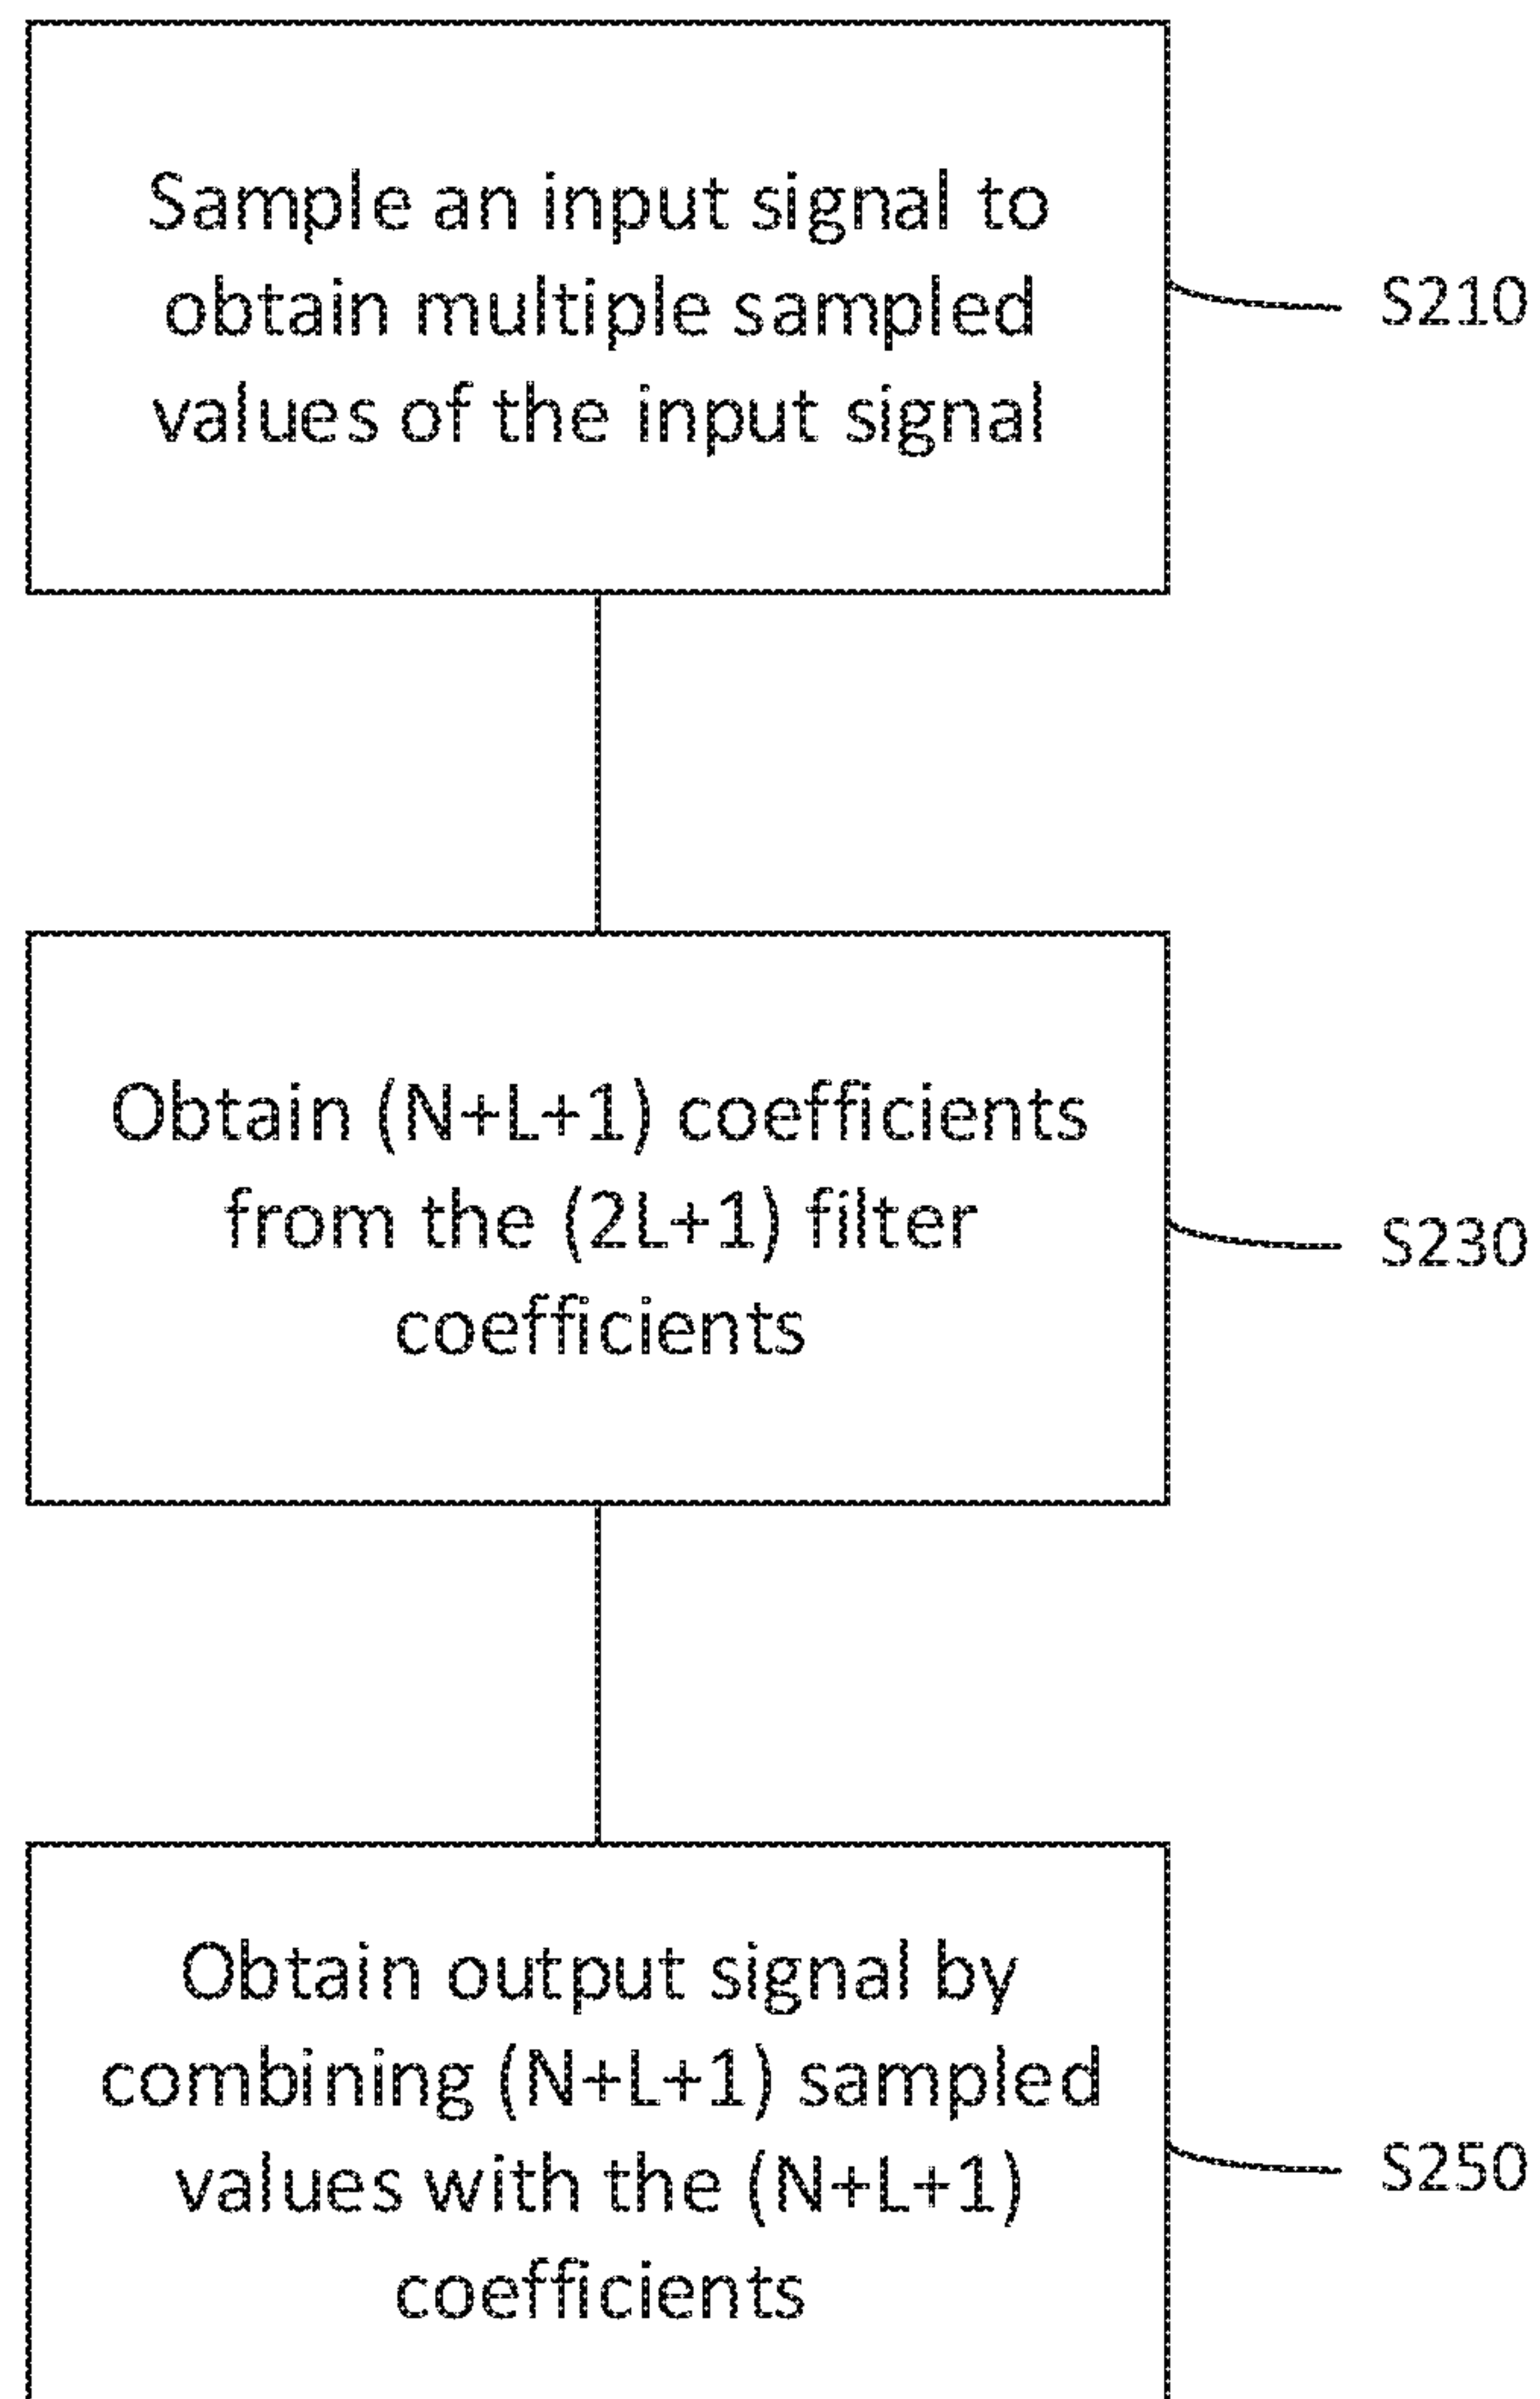 Sample an input signal to
obtain multiple sampled
values of the input signal
S210
Obtain (N+L+1) coefficients
from the (2L+1) filter
coefficients
S230
Obtain output signal by
combining (N+L+1) sampled
values with the (N+L+1)
coefficients
S250